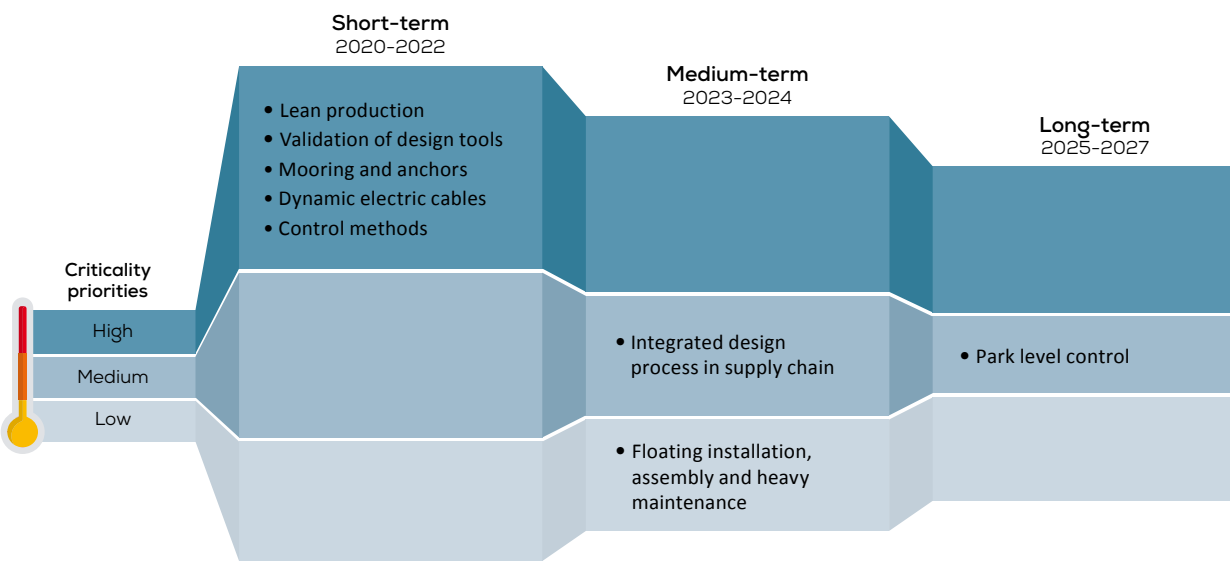 Short-term
2020-2022
Medium-term
2023-2024
Long-term
2025-2027
Criticality
priorities
High
Medium
Low
• Lean production
• Validation of design tools
• Mooring and anchors
• Dynamic electric cables
• Control methods
• Integrated design
process in supply chain
• Floating installation,
assembly and heavy
maintenance
• Park level control